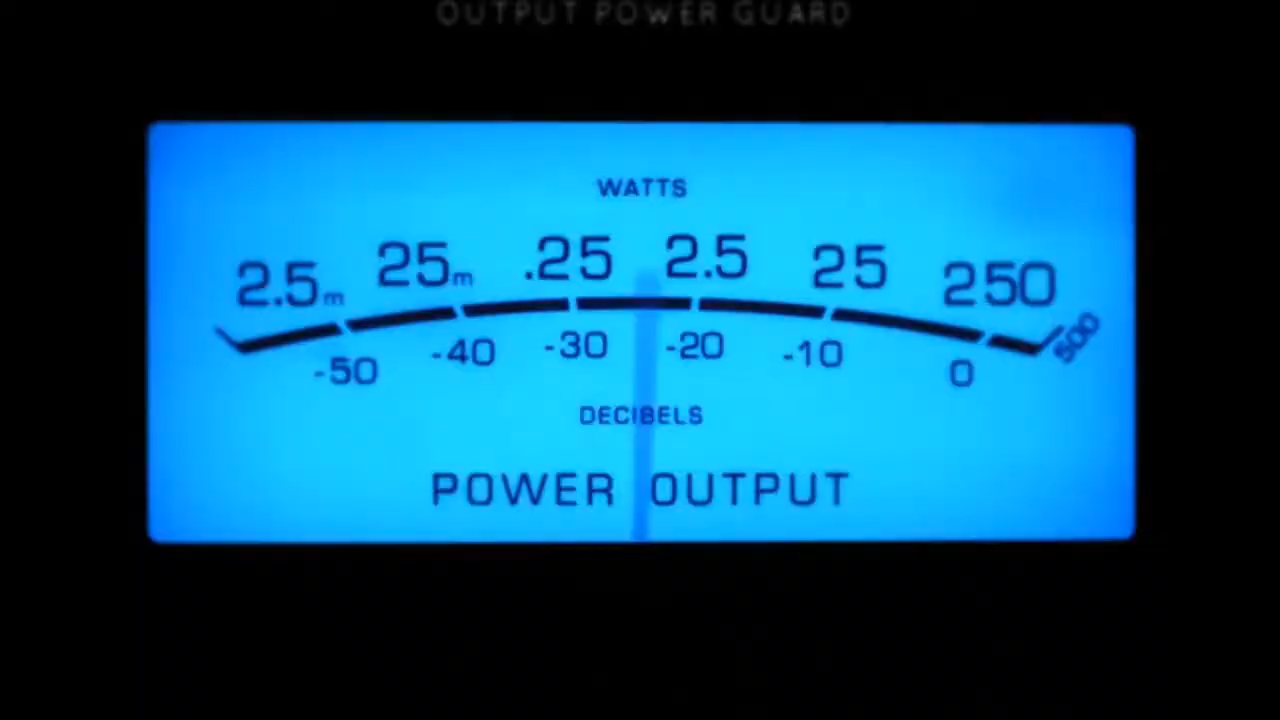 OUTPUT POWER GUARD
WATTS
2.5m 25m .25 2.5 25 250 500
-50 -40 -30 -20 -10 0
DECIBELS
POWER OUTPUT